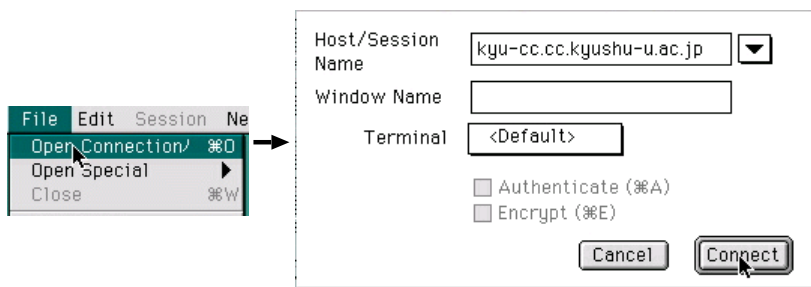 File Edit Session Ne
Open Connection/ ⌘O
Open Special
Close ⌘W
Host/Session
Name
kyu-cc.cc.kyushu-u.ac.jp
Window Name
Terminal
<Default>
Authenticate (⌘A)
Encrypt (⌘E)
Cancel Connect